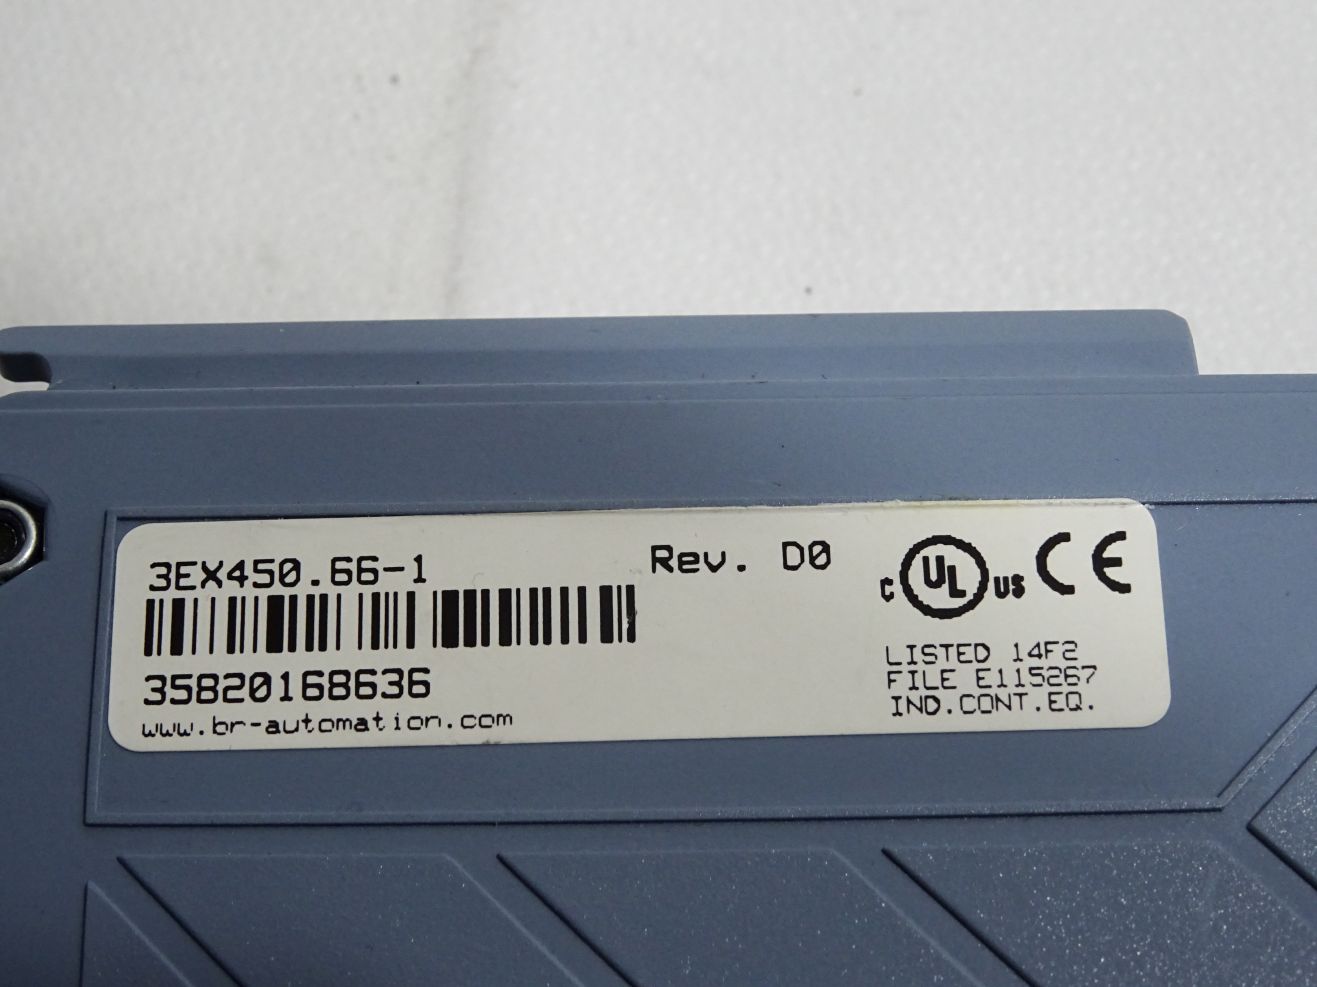 3EX450.66-1 Rev. D0
c UL us CE
35820168636
www.br-automation.com
LISTED 14F2
FILE E115267
IND.CONT.EQ.